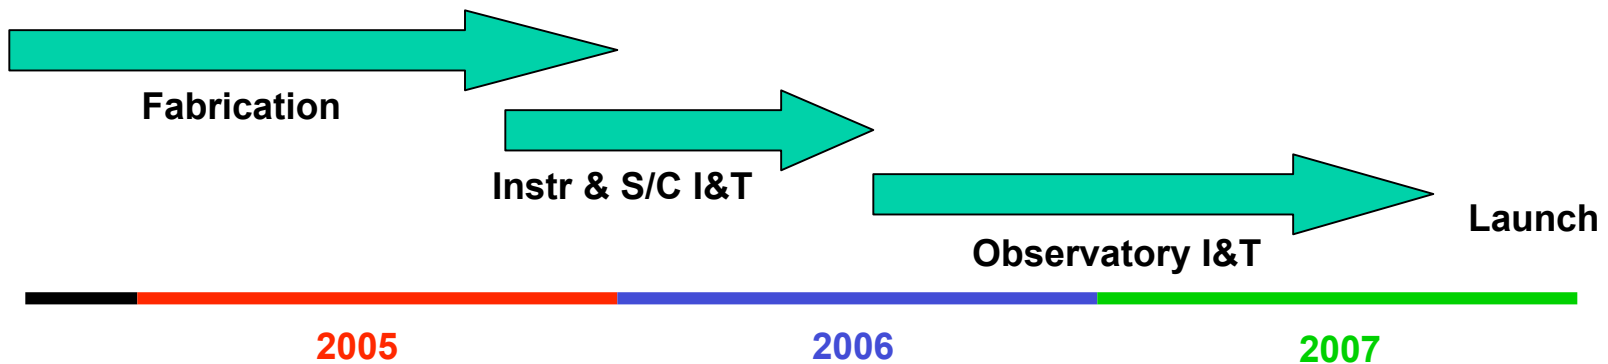 Fabrication
Instr & S/C I&T
Launch
Observatory I&T
2005
2006
2007